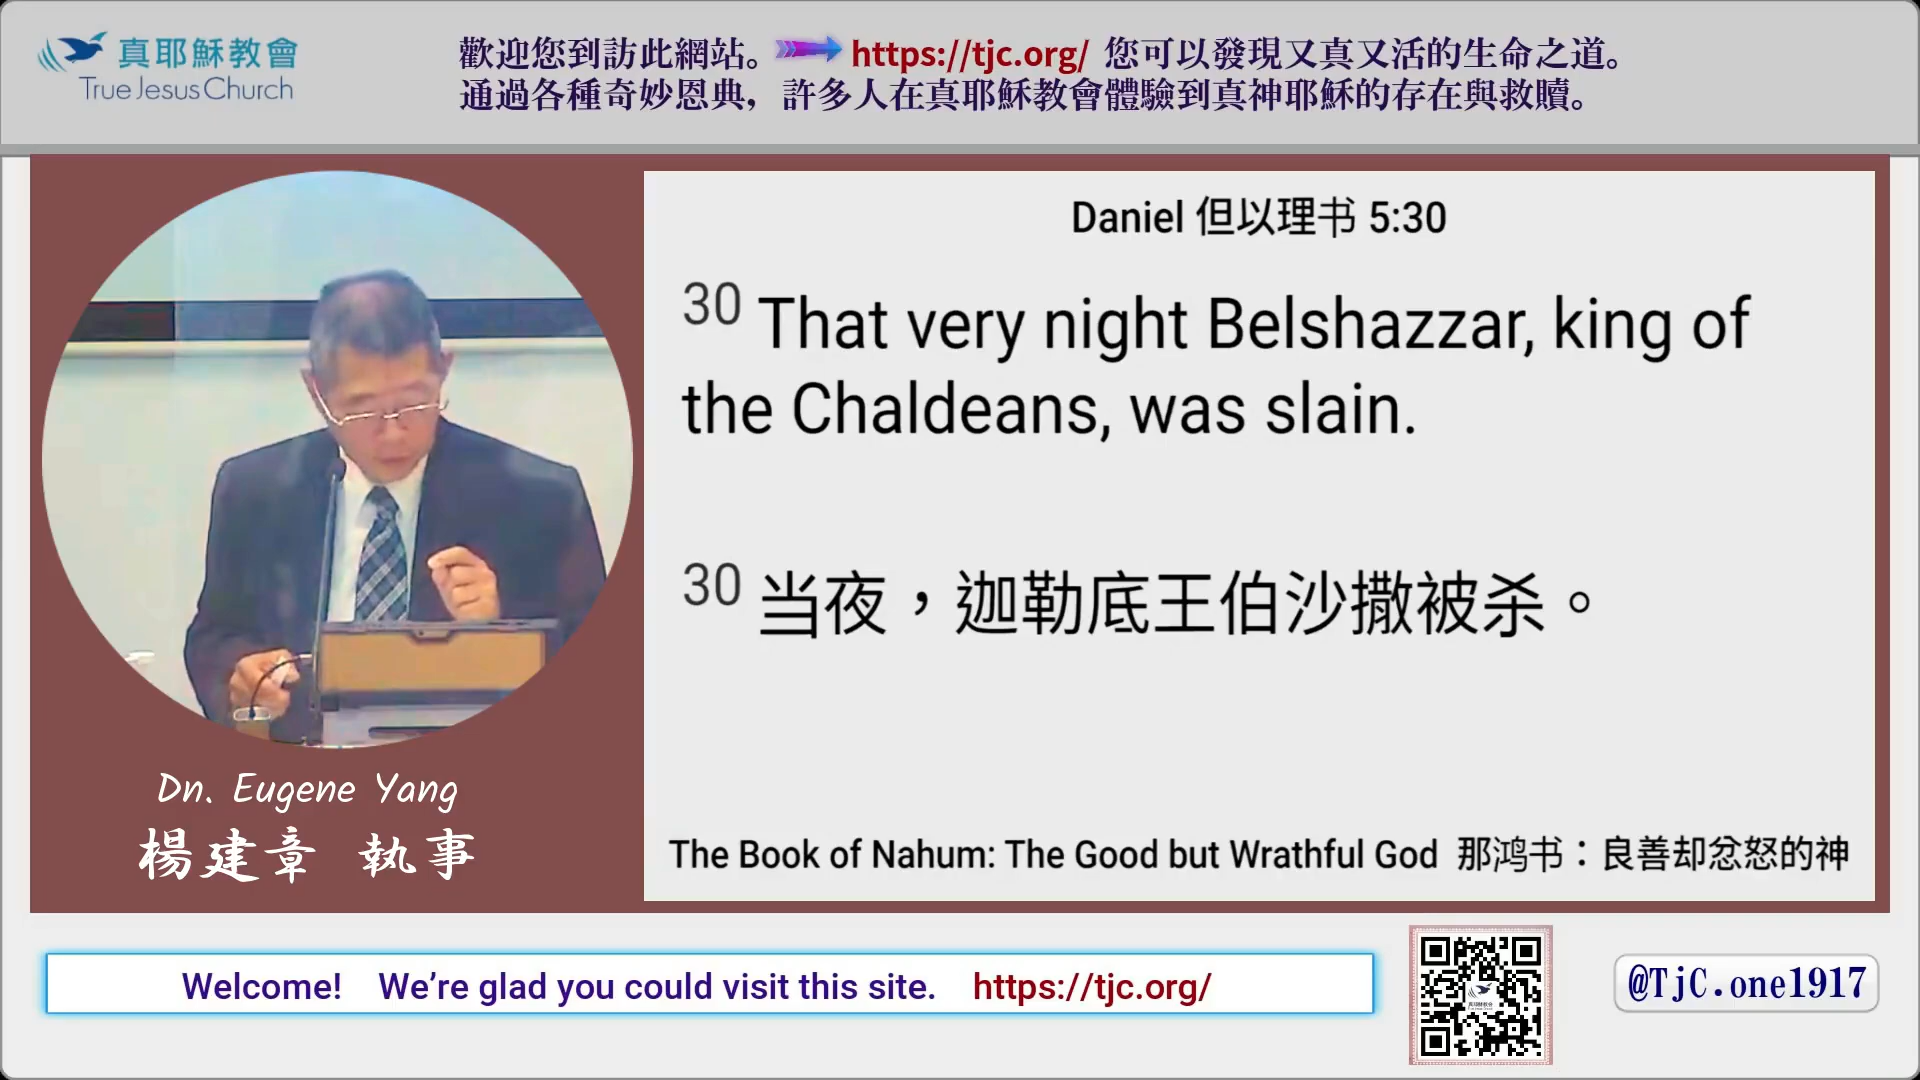 真耶穌教會
True Jesus Church
歡迎您到訪此網站。 https://tjc.org/ 您可以發現又真又活的生命之道。
通過各種奇妙恩典，許多人在真耶穌教會體驗到真神耶穌的存在與救贖。
Daniel 但以理书 5:30
30 That very night Belshazzar, king of
the Chaldeans, was slain.
30 当夜，迦勒底王伯沙撒被杀。
The Book of Nahum: The Good but Wrathful God 那鸿书：良善却忿怒的神
Dn. Eugene Yang
楊建章 執事
Welcome! We’re glad you could visit this site. https://tjc.org/
@TjC.one1917